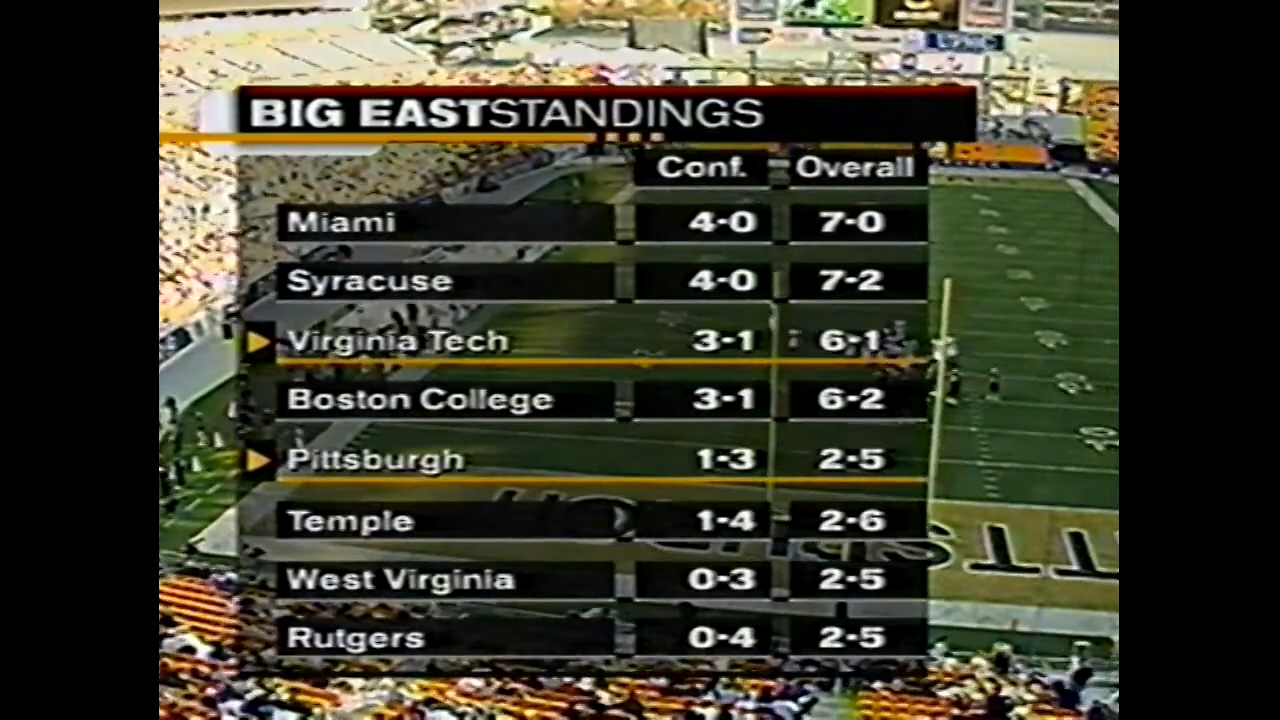 BIG EAST STANDINGS
Conf. Overall
Miami 4-0 7-0
Syracuse 4-0 7-2
Virginia Tech 3-1 6-1
Boston College 3-1 6-2
Pittsburgh 1-3 2-5
Temple 1-4 2-6
West Virginia 0-3 2-5
Rutgers 0-4 2-5